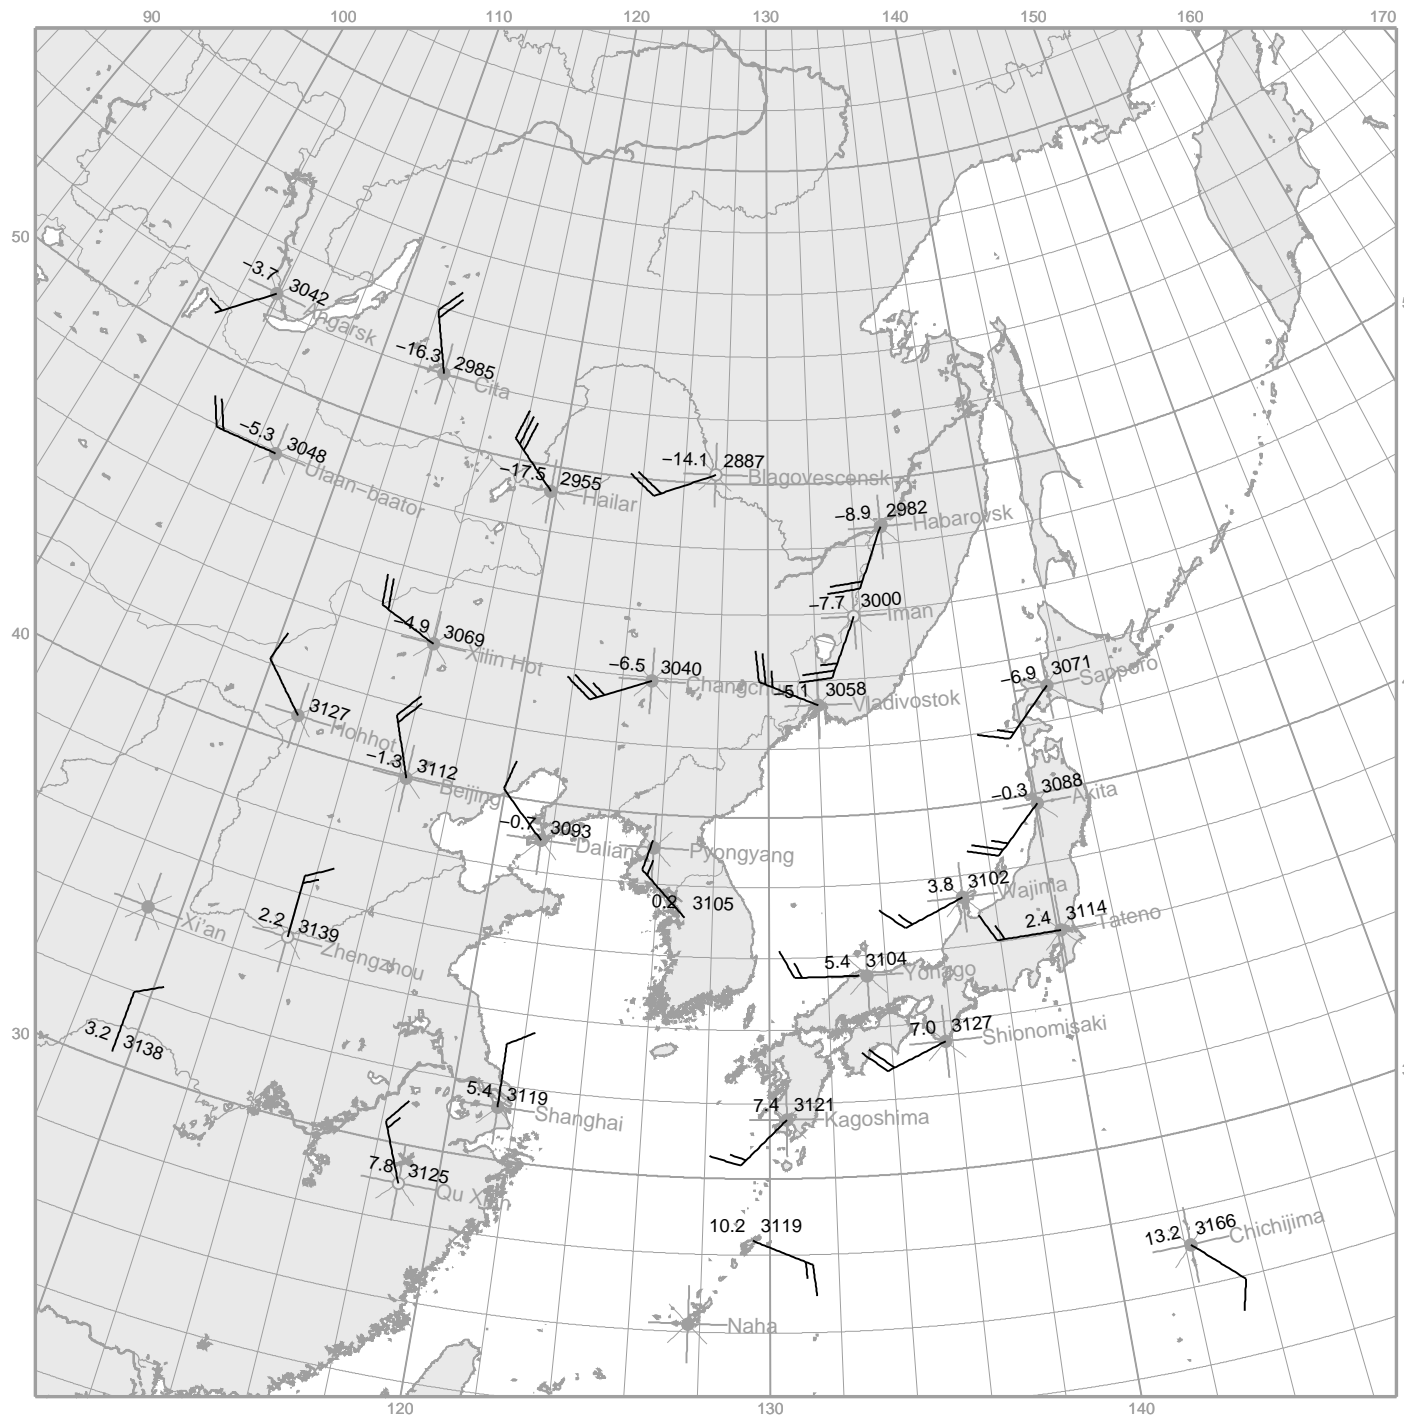 90 100 110 120 130 140 150 160 170
50
−3.7 3042
Angarsk
−16.3 2985
Cita
−5.3 3048
Ulaan−baator
−17.5 2955
Hailar
−14.1 2887
Blagovescensk
−8.9 2982
Habarovsk
−7.7 3000
Iman
40
−4.9 3069
Xilin Hot
−6.5 3040
−5.1 3058
Vladivostok
−6.9 3071
Sapporo
3127
Hohhot
−1.3 3112
Beijing
−0.3 3088
Akita
−0.7 3093
Dalian
Pyongyang
0.2 3105
3.8 3102
Wajima
2.4 3114
Tateno
Xi'an
2.2 3139
Zhengzhou
5.4 3104
Yonago
30
3.2 3138
7.0 3127
Shionomisaki
5.4 3119
Shanghai
7.4 3121
Kagoshima
7.8 3125
Qu Xian
10.2 3119
13.2 3166
Chichijima
Naha
120 130 140